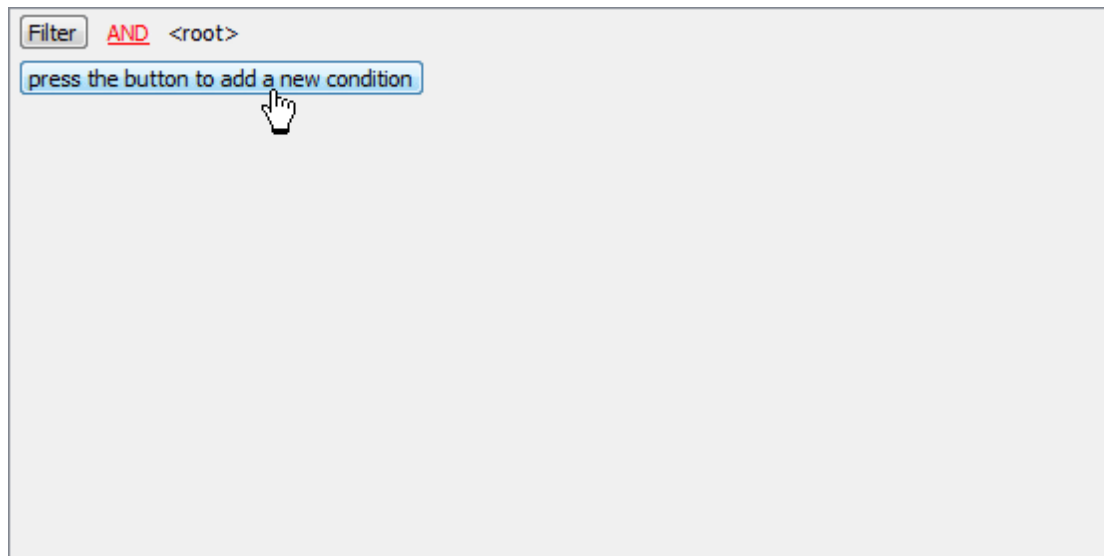 Filter AND <root>
press the button to add a new condition